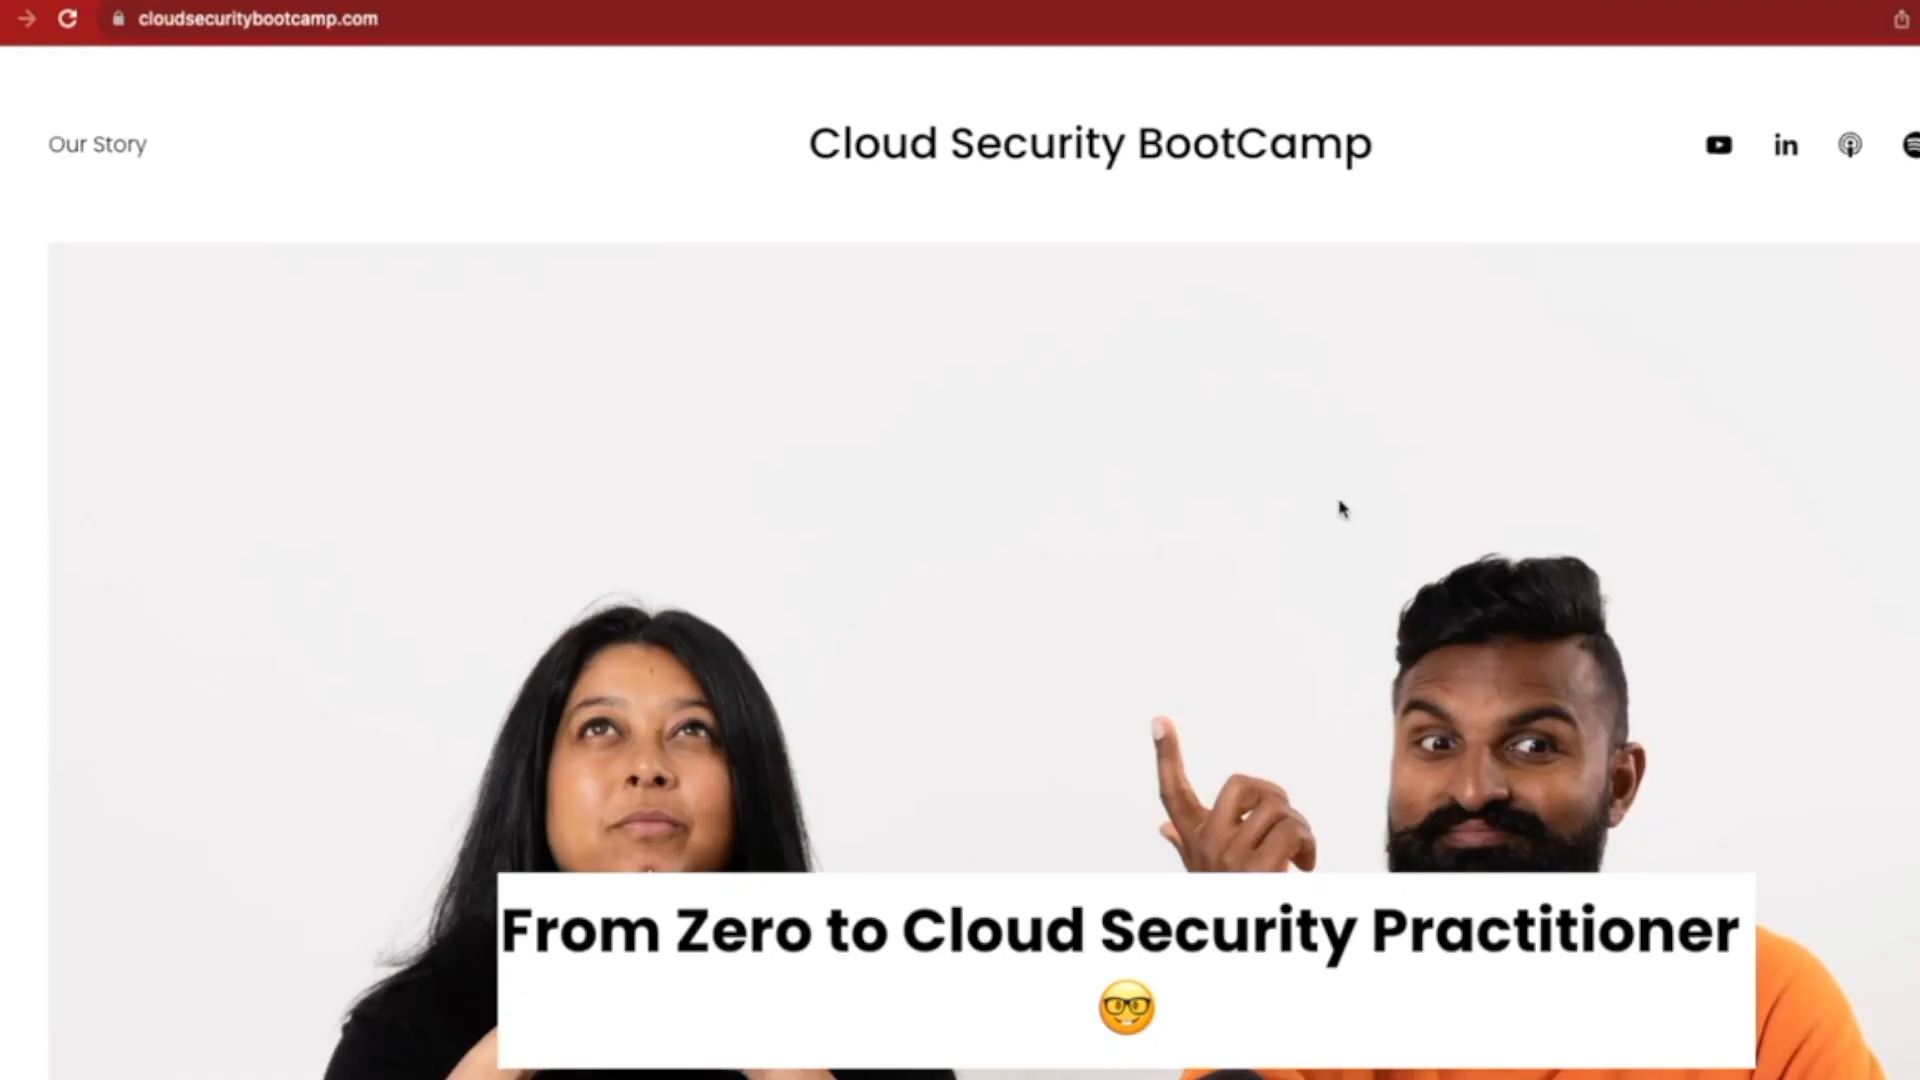 cloudsecuritybootcamp.com
Our Story
Cloud Security BootCamp
in
From Zero to Cloud Security Practitioner
🤓